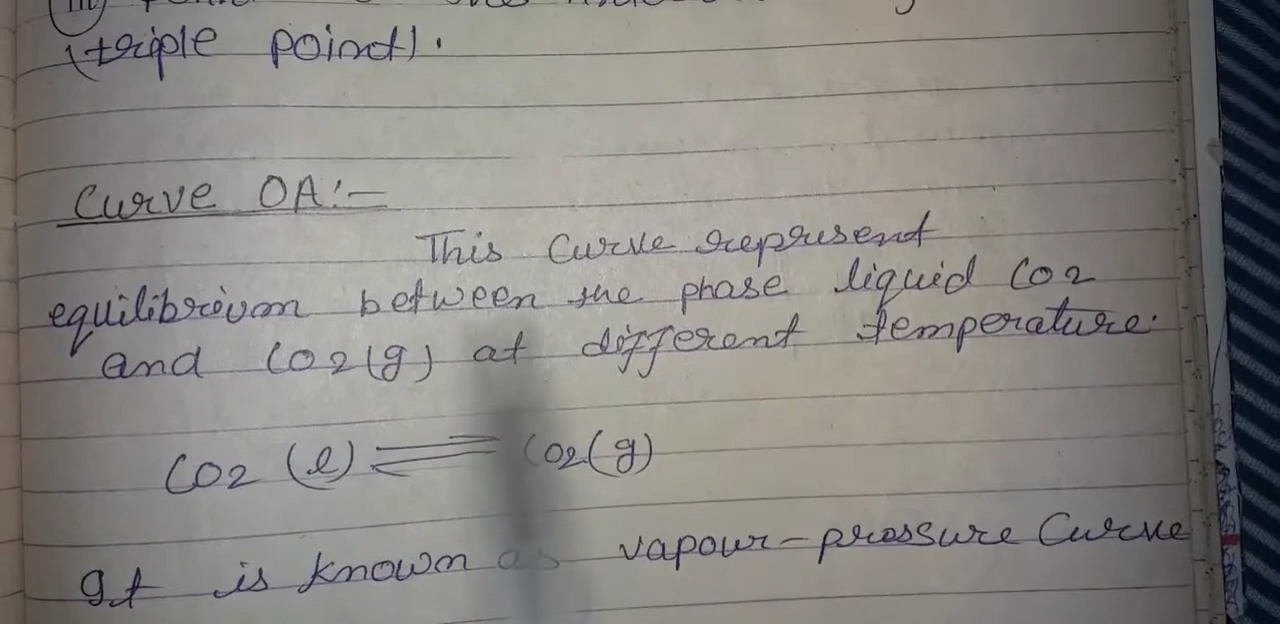 (triple point).
Curve OA:-
This Curve represent
equilibrium between the phase liquid CO2
and CO2(g) at different temperature.
CO2 (l) ⇌ CO2(g)
It is known as vapour-pressure Curve